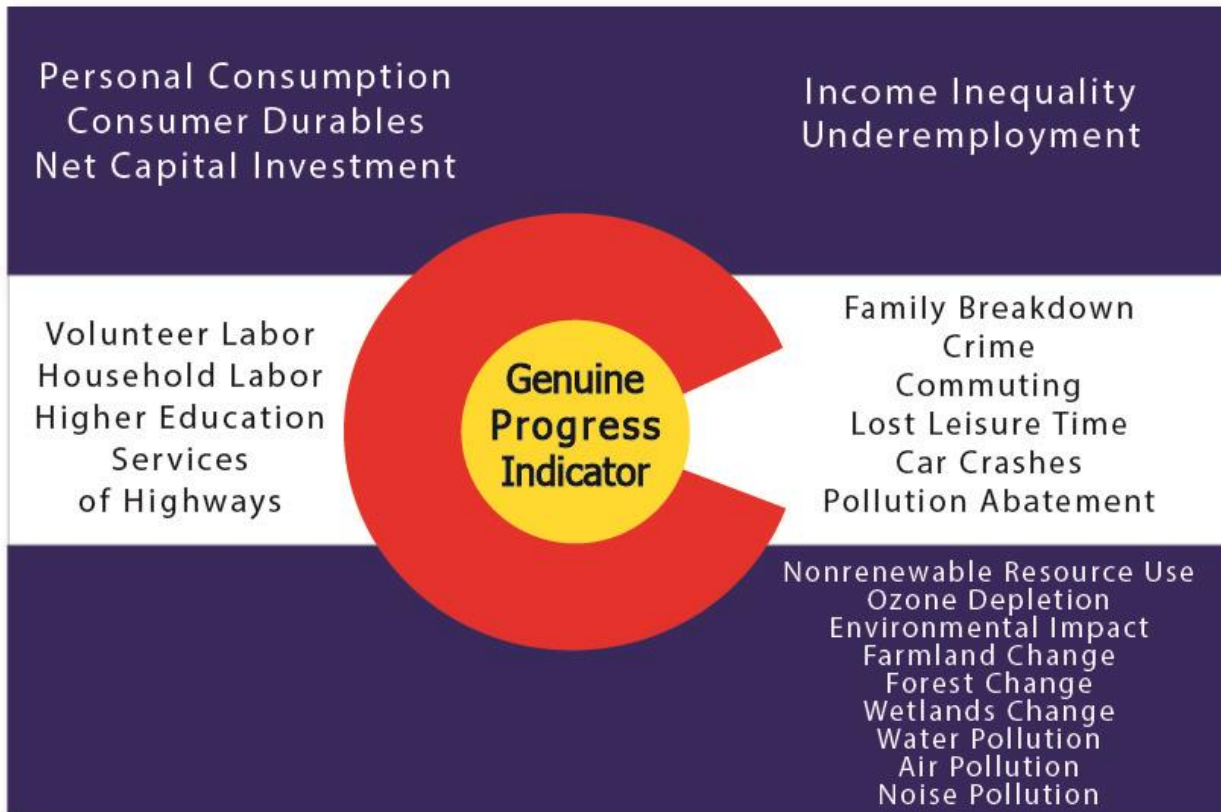 Personal Consumption
Consumer Durables
Net Capital Investment
Income Inequality
Underemployment
Volunteer Labor
Household Labor
Higher Education
Services
of Highways
Genuine
Progress
Indicator
Family Breakdown
Crime
Commuting
Lost Leisure Time
Car Crashes
Pollution Abatement
Nonrenewable Resource Use
Ozone Depletion
Environmental Impact
Farmland Change
Forest Change
Wetlands Change
Water Pollution
Air Pollution
Noise Pollution